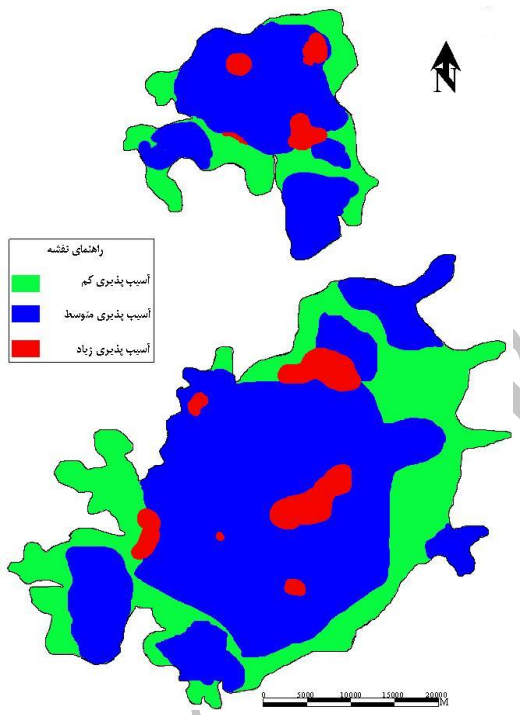 N
راهنمای نقشه
آسیب پذیری کم
آسیب پذیری متوسط
آسیب پذیری زیاد
0 5000 10000 15000 20000
M